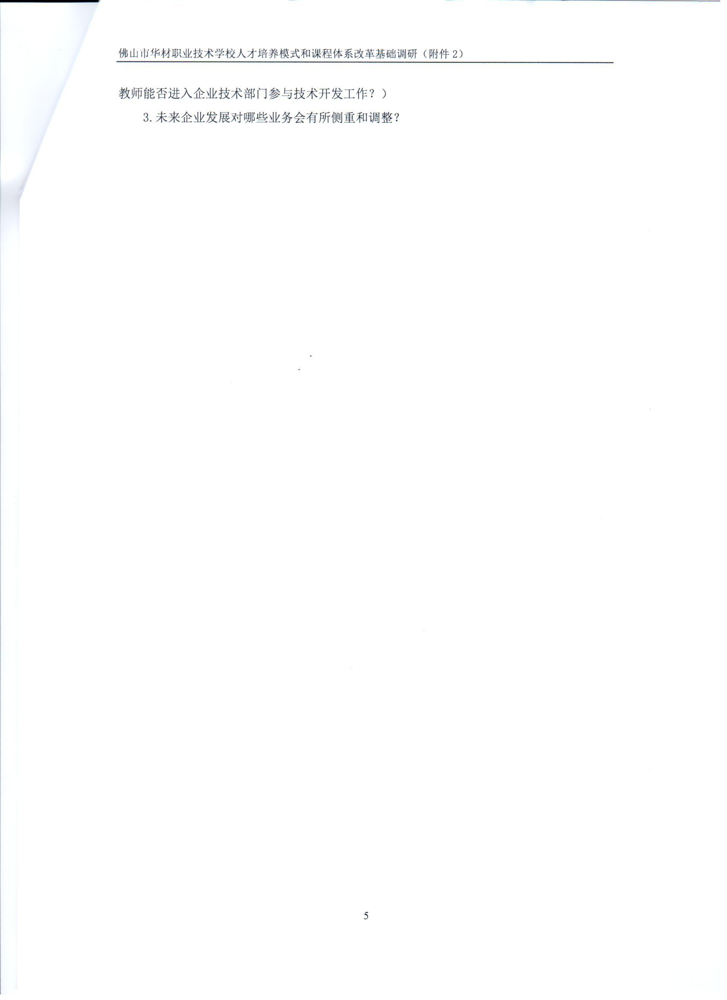 佛山市华材职业技术学校人才培养模式和课程体系改革基础调研（附件 2）
教师能否进入企业技术部门参与技术开发工作？）
3. 未来企业发展对哪些业务会有所侧重和调整？
5